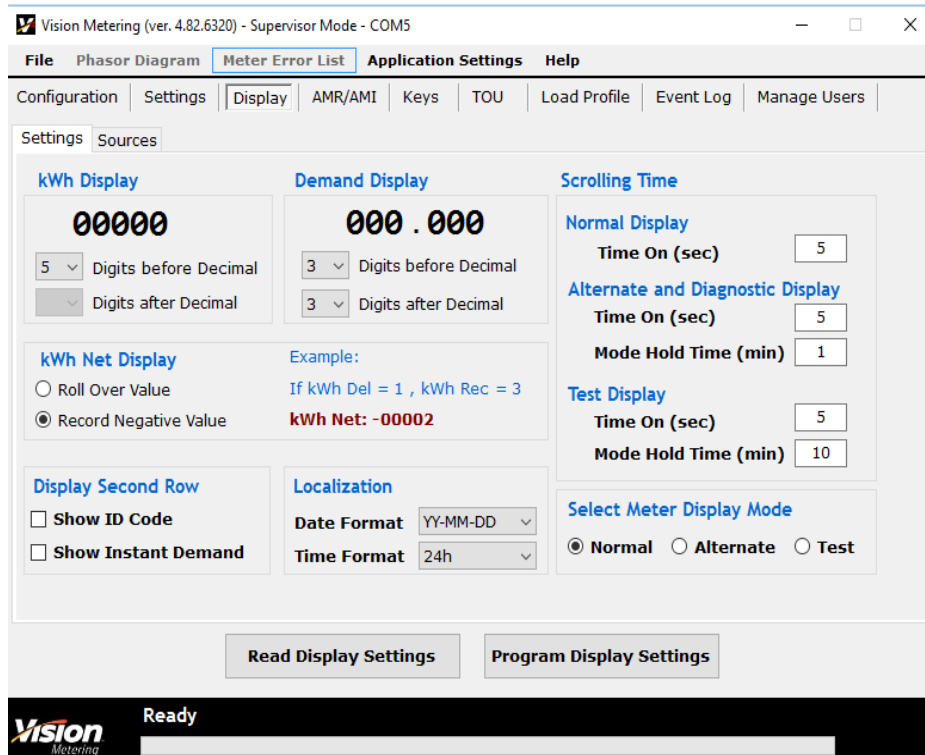 Vision Metering (ver. 4.82.6320) - Supervisor Mode - COM5
File Phasor Diagram Meter Error List Application Settings Help
Configuration Settings Display AMR/AMI Keys TOU Load Profile Event Log Manage Users
Settings Sources
kWh Display
00000
5 Digits before Decimal
Digits after Decimal
Demand Display
000.000
3 Digits before Decimal
3 Digits after Decimal
kWh Net Display
Roll Over Value
Record Negative Value
Example:
If kWh Del = 1 , kWh Rec = 3
kWh Net: -00002
Display Second Row
Show ID Code
Show Instant Demand
Localization
Date Format YY-MM-DD
Time Format 24h
Scrolling Time
Normal Display
Time On (sec) 5
Alternate and Diagnostic Display
Time On (sec) 5
Mode Hold Time (min) 1
Test Display
Time On (sec) 5
Mode Hold Time (min) 10
Select Meter Display Mode
Normal Alternate Test
Read Display Settings Program Display Settings
Vision
Metering
Ready